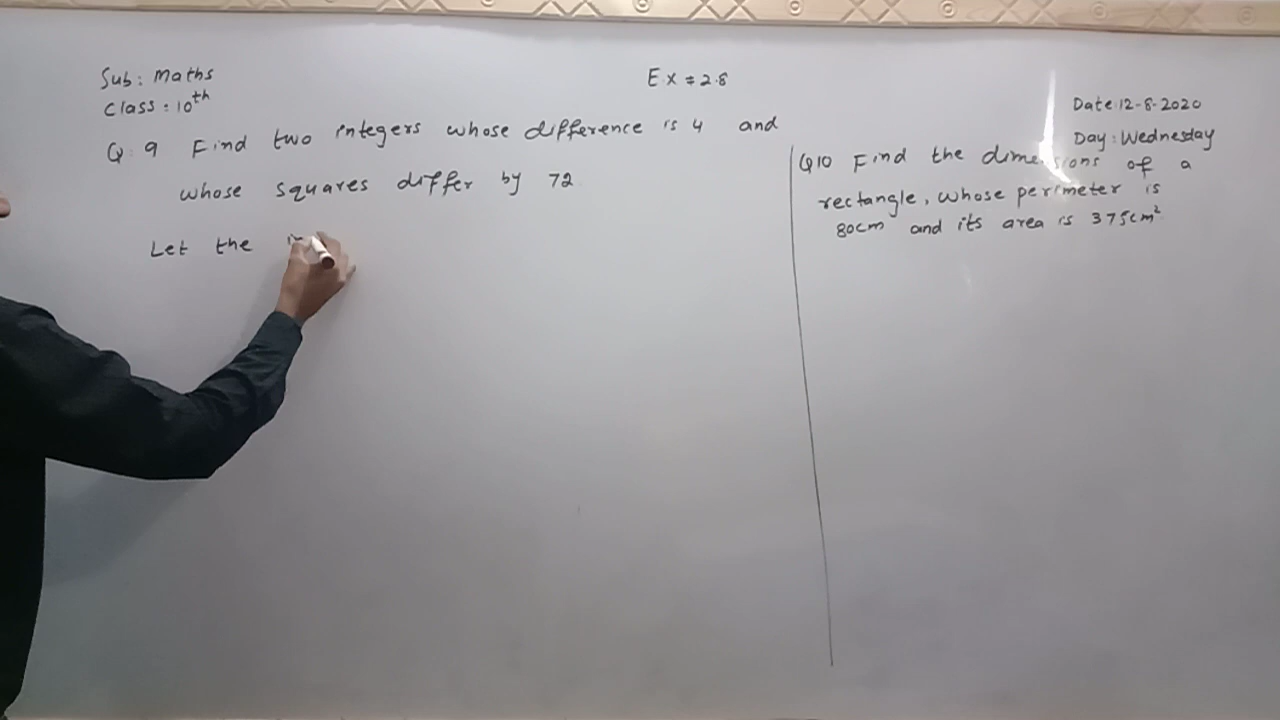 Sub: Maths
Class: 10th
Ex = 2.8
Date: 12-8-2020
Day: Wednesday
Q: 9 Find two integers whose difference is 4 and
whose squares differ by 72
Let the
Q10 Find the dimensions of a
rectangle, whose perimeter is
80cm and its area is 375cm²